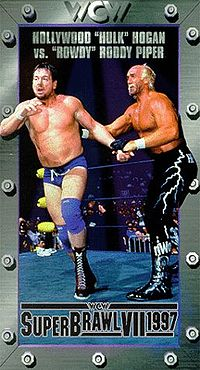 WCW
HOLLYWOOD "HULK" HOGAN
vs. "ROWDY" RODDY PIPER
WCW
SUPERBRAWL VII 1997